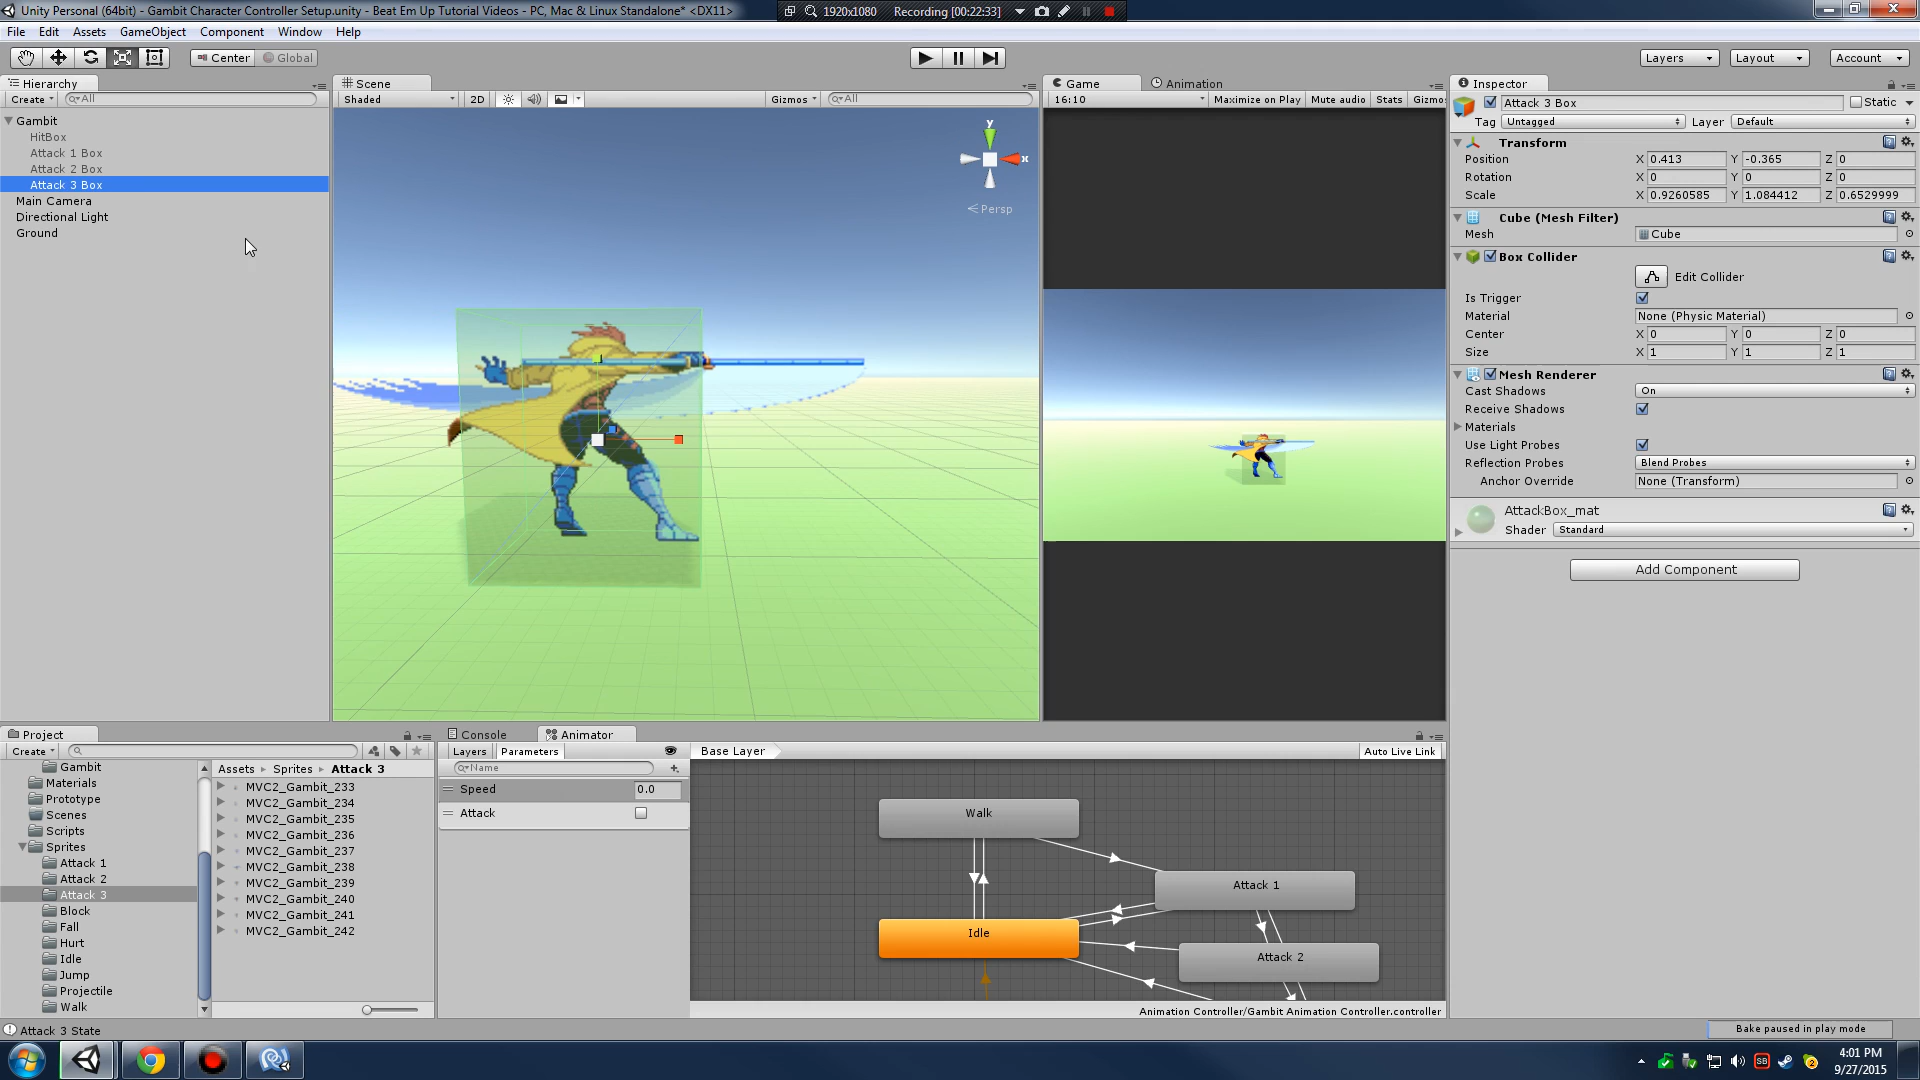 Unity Personal (64bit) - Gambit Character Controller Setup.unity - Beat Em Up Tutorial Videos - PC, Mac & Linux Standalone* <DX11>
1920x1080 Recording [00:22:33]
File Edit Assets GameObject Component Window Help
Center Global
Layers Layout Account
Hierarchy
Create All
Gambit
HitBox
Attack 1 Box
Attack 2 Box
Attack 3 Box
Main Camera
Directional Light
Ground
Scene
Shaded 2D Gizmos All
y
x
Persp
Game Animation
16:10 Maximize on Play Mute audio Stats Gizmos
Inspector
Attack 3 Box Static
Tag Untagged Layer Default
Transform
Position X 0.413 Y -0.365 Z 0
Rotation X 0 Y 0 Z 0
Scale X 0.9260585 Y 1.084412 Z 0.6529999
Cube (Mesh Filter)
Mesh Cube
Box Collider
Edit Collider
Is Trigger
Material None (Physic Material)
Center X 0 Y 0 Z 0
Size X 1 Y 1 Z 1
Mesh Renderer
Cast Shadows On
Receive Shadows
Materials
Use Light Probes
Reflection Probes Blend Probes
Anchor Override None (Transform)
AttackBox_mat
Shader Standard
Add Component
Project
Create
Gambit
Materials
Prototype
Scenes
Scripts
Sprites
Attack 1
Attack 2
Attack 3
Block
Fall
Hurt
Idle
Jump
Projectile
Walk
Assets Sprites Attack 3
MVC2_Gambit_233
MVC2_Gambit_234
MVC2_Gambit_235
MVC2_Gambit_236
MVC2_Gambit_237
MVC2_Gambit_238
MVC2_Gambit_239
MVC2_Gambit_240
MVC2_Gambit_241
MVC2_Gambit_242
Console Animator
Layers Parameters
Name
Speed 0.0
Attack
Base Layer Auto Live Link
Walk
Attack 1
Idle
Attack 2
Animation Controller/Gambit Animation Controller.controller
Attack 3 State
Bake paused in play mode
SB
2
4:01 PM
9/27/2015